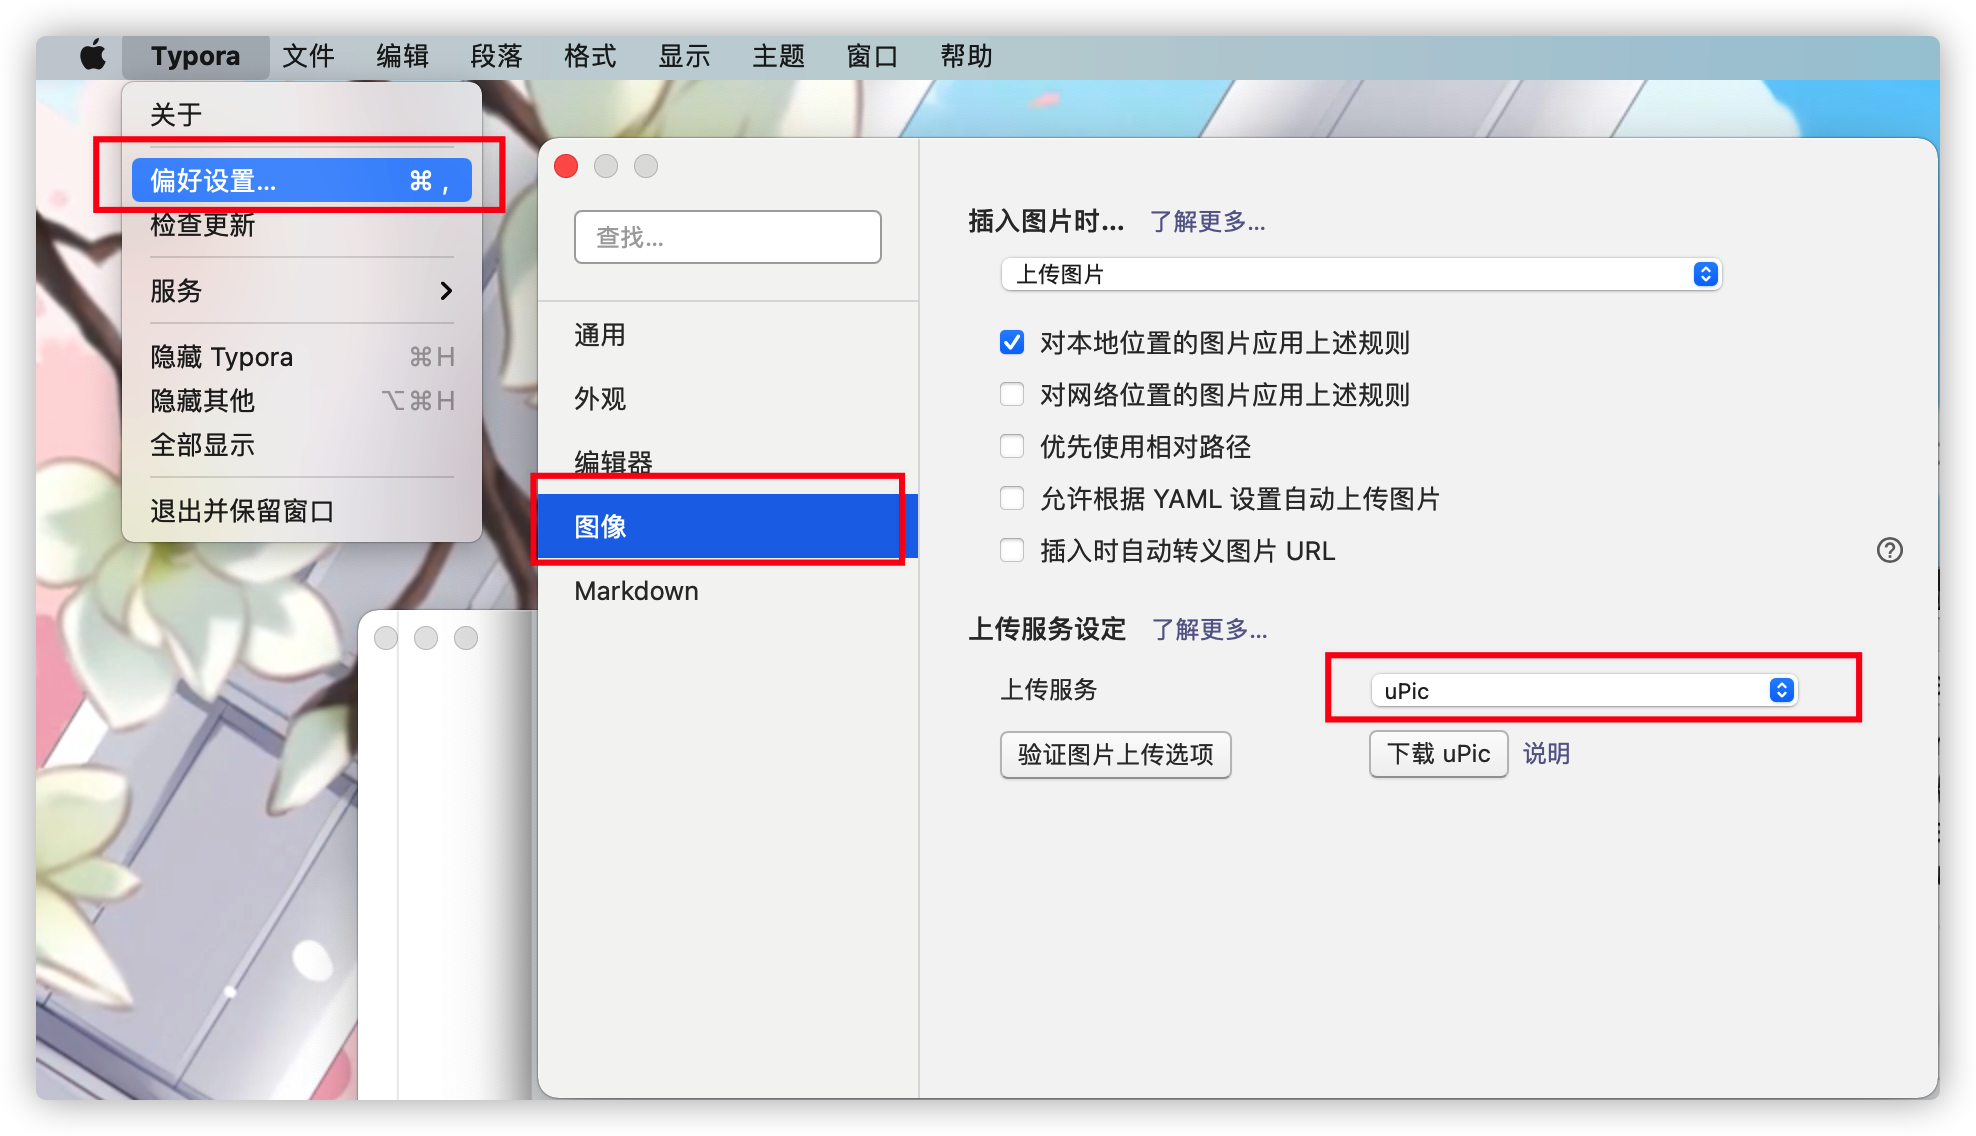 Typora 文件 编辑 段落 格式 显示 主题 窗口 帮助
关于
偏好设置... ⌘ ,
检查更新
服务
隐藏 Typora ⌘H
隐藏其他 ⌥⌘H
全部显示
退出并保留窗口
查找...
通用
外观
编辑器
图像
Markdown
插入图片时... 了解更多...
上传图片
对本地位置的图片应用上述规则
对网络位置的图片应用上述规则
优先使用相对路径
允许根据 YAML 设置自动上传图片
插入时自动转义图片 URL
?
上传服务设定 了解更多...
上传服务 uPic
验证图片上传选项 下载 uPic 说明